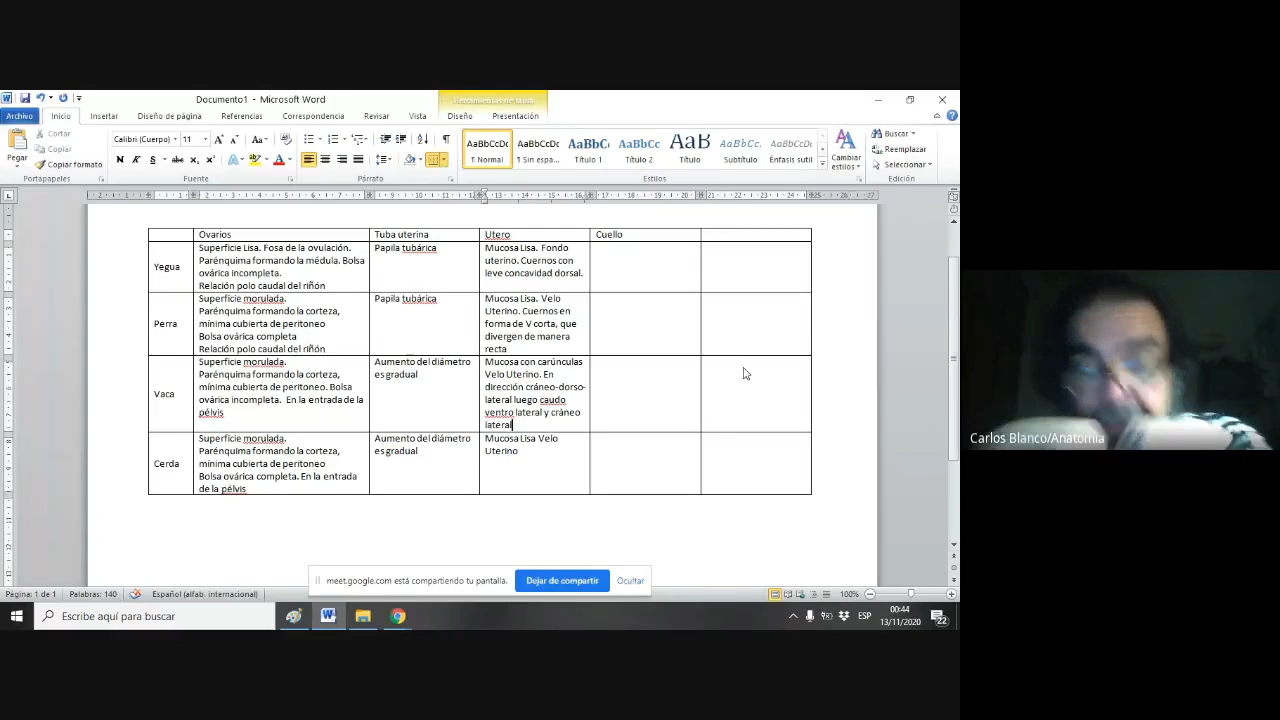 Documento1 - Microsoft Word
Herramientas de tabla
Archivo Inicio Insertar Diseño de página Referencias Correspondencia Revisar Vista Diseño Presentación
Pegar
Cortar
Copiar
Copiar formato
Portapapeles
Calibri (Cuerpo) 11
Fuente
Párrafo
AaBbCcDc AaBbCcDc AaBbC AaBbCc AaB AaBbCc. AaBbCcDc
¶ Normal ¶ Sin espa... Título 1 Título 2 Título Subtítulo Énfasis sutil
Estilos
Cambiar
estilos
Buscar
Reemplazar
Seleccionar
Edición
Ovarios Tuba uterina Utero Cuello
Yegua
Superficie Lisa. Fosa de la ovulación.
Parénquima formando la médula. Bolsa
ovárica incompleta.
Relación polo caudal del riñón
Papila tubárica
Mucosa Lisa. Fondo
uterino. Cuernos con
leve concavidad dorsal.
Perra
Superficie morulada.
Parénquima formando la corteza,
mínima cubierta de peritoneo
Bolsa ovárica completa
Relación polo caudal del riñón
Papila tubárica
Mucosa Lisa. Velo
Uterino. Cuernos en
forma de V corta, que
divergen de manera
recta
Vaca
Superficie morulada.
Parénquima formando la corteza,
mínima cubierta de peritoneo. Bolsa
ovárica incompleta. En la entrada de la
pélvis
Aumento del diámetro
es gradual
Mucosa con carúnculas
Velo Uterino. En
dirección cráneo-dorso-
lateral luego caudo
ventro lateral y cráneo
lateral
Cerda
Superficie morulada.
Parénquima formando la corteza,
mínima cubierta de peritoneo
Bolsa ovárica completa. En la entrada
de la pélvis
Aumento del diámetro
es gradual
Mucosa Lisa Velo
Uterino
Carlos Blanco/Anatomia
meet.google.com está compartiendo tu pantalla. Dejar de compartir Ocultar
Página: 1 de 1 Palabras: 140 Español (alfab. internacional) 100%
Escribe aquí para buscar
ESP
00:44
13/11/2020
22